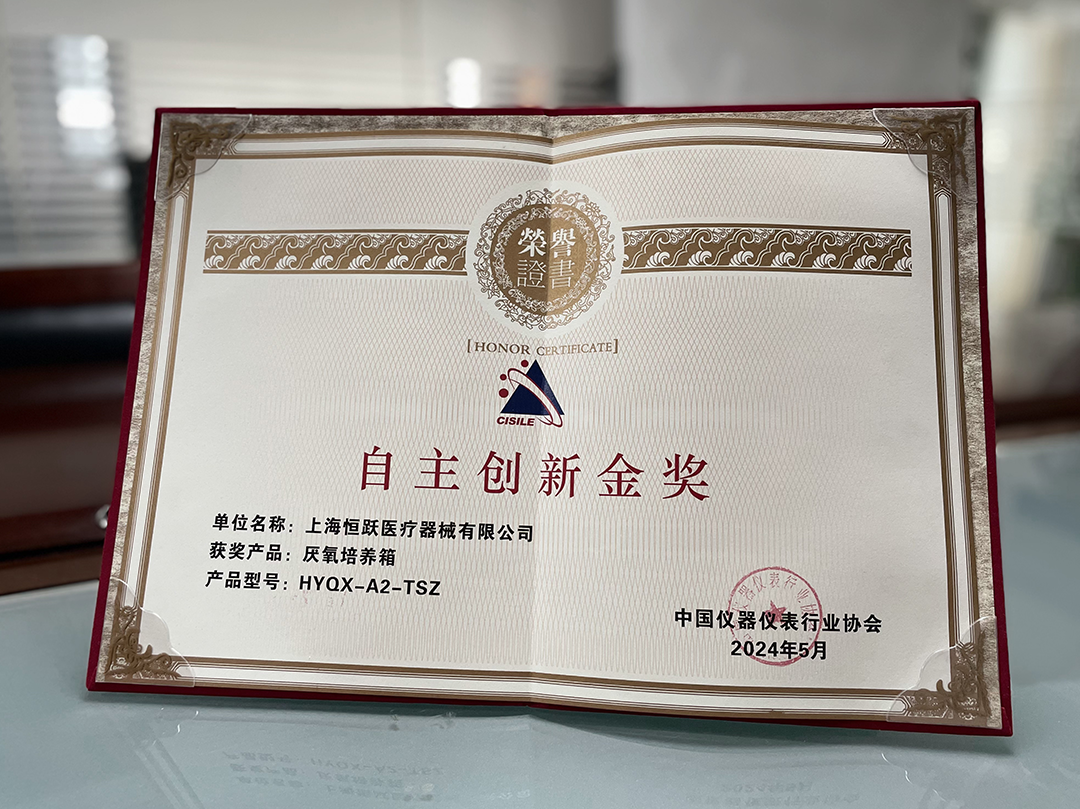 榮譽
證書
[HONOR CERTIFICATE]
CISILE
自主创新金奖
单位名称：上海恒跃医疗器械有限公司
获奖产品：厌氧培养箱
产品型号：HYQX-A2-TSZ
中国仪器仪表行业协会
2024年5月